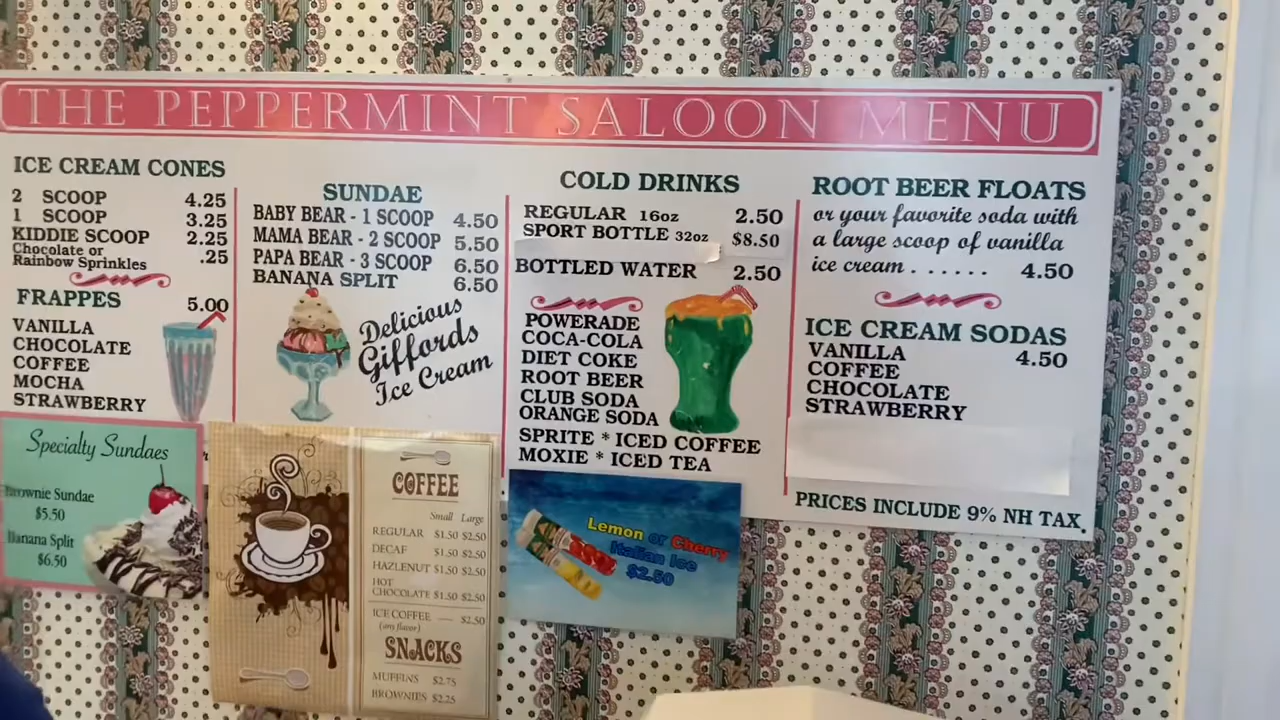 THE PEPPERMINT SALOON MENU
ICE CREAM CONES
2 SCOOP 4.25
1 SCOOP 3.25
KIDDIE SCOOP 2.25
Chocolate or
Rainbow Sprinkles .25
FRAPPES 5.00
VANILLA
CHOCOLATE
COFFEE
MOCHA
STRAWBERRY
SUNDAE
BABY BEAR - 1 SCOOP 4.50
MAMA BEAR - 2 SCOOP 5.50
PAPA BEAR - 3 SCOOP 6.50
BANANA SPLIT 6.50
Delicious
Giffords
Ice Cream
COLD DRINKS
REGULAR 16oz 2.50
SPORT BOTTLE 32oz $8.50
BOTTLED WATER 2.50
POWERADE
COCA-COLA
DIET COKE
ROOT BEER
CLUB SODA
ORANGE SODA
SPRITE * ICED COFFEE
MOXIE * ICED TEA
ROOT BEER FLOATS
or your favorite soda with
a large scoop of vanilla
ice cream . . . . . . 4.50
ICE CREAM SODAS
VANILLA 4.50
COFFEE
CHOCOLATE
STRAWBERRY
PRICES INCLUDE 9% NH TAX
Specialty Sundaes
Brownie Sundae
$5.50
Banana Split
$6.50
COFFEE
Small Large
REGULAR $1.50 $2.50
DECAF $1.50 $2.50
HAZLENUT $1.50 $2.50
HOT
CHOCOLATE $1.50 $2.50
ICE COFFEE — $2.50
(any flavor)
SNACKS
MUFFINS $2.75
BROWNIES $2.25
Lemon or Cherry
Italian Ice
$2.50